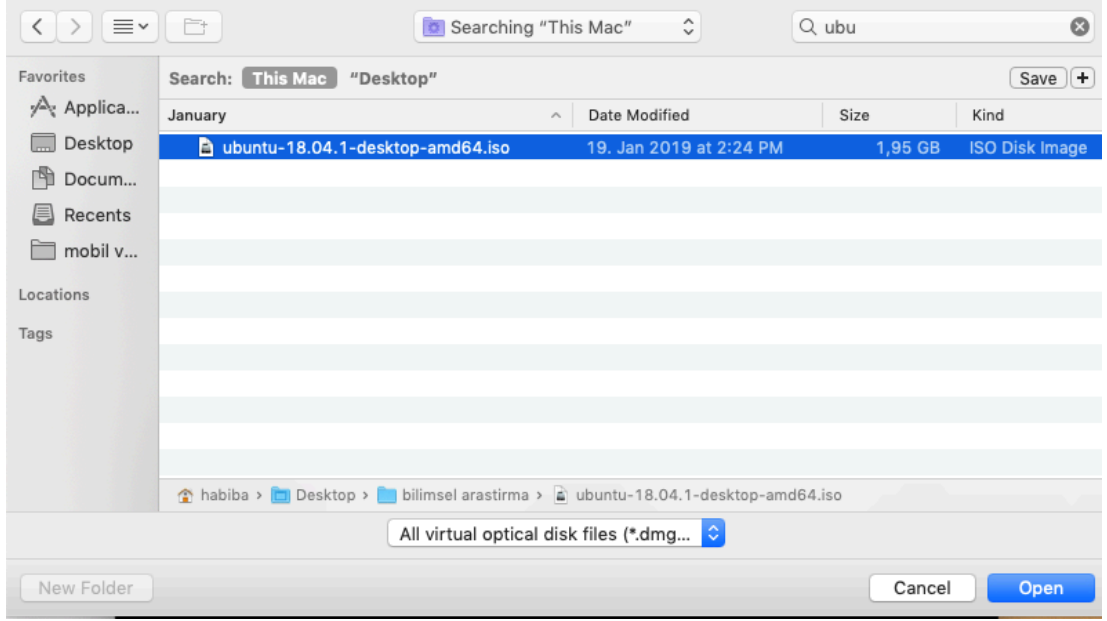 Searching “This Mac”
ubu
Favorites
Applica...
Desktop
Docum...
Recents
mobil v...
Locations
Tags
Search: This Mac “Desktop” Save +
January Date Modified Size Kind
ubuntu-18.04.1-desktop-amd64.iso 19. Jan 2019 at 2:24 PM 1,95 GB ISO Disk Image
habiba › Desktop › bilimsel arastirma › ubuntu-18.04.1-desktop-amd64.iso
All virtual optical disk files (*.dmg...
New Folder Cancel Open